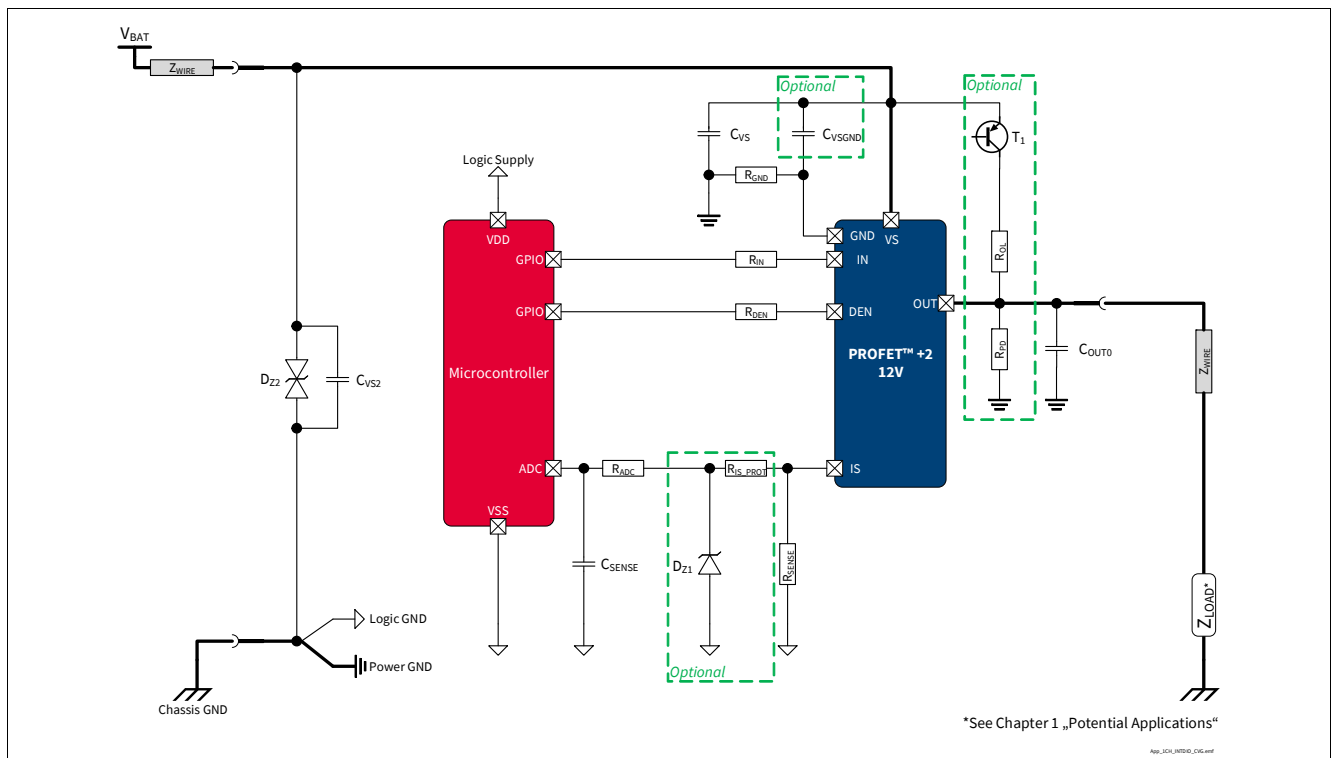 VBAT
ZWIRE
Optional
Optional
CVS
CVSGND
T1
Logic Supply
RGND
ROL
VDD
GND
VS
GPIO
RIN
IN
OUT
GPIO
RDEN
DEN
PROFET™ +2
12V
RPD
COUT0
ZWIRE
DZ2
CVS2
Microcontroller
ADC
RADC
RIS_PROT
IS
VSS
CSENSE
DZ1
RSENSE
ZLOAD*
Logic GND
Power GND
Optional
Chassis GND
*See Chapter 1 „Potential Applications“
App_1CH_INTDIO_CVG.emf